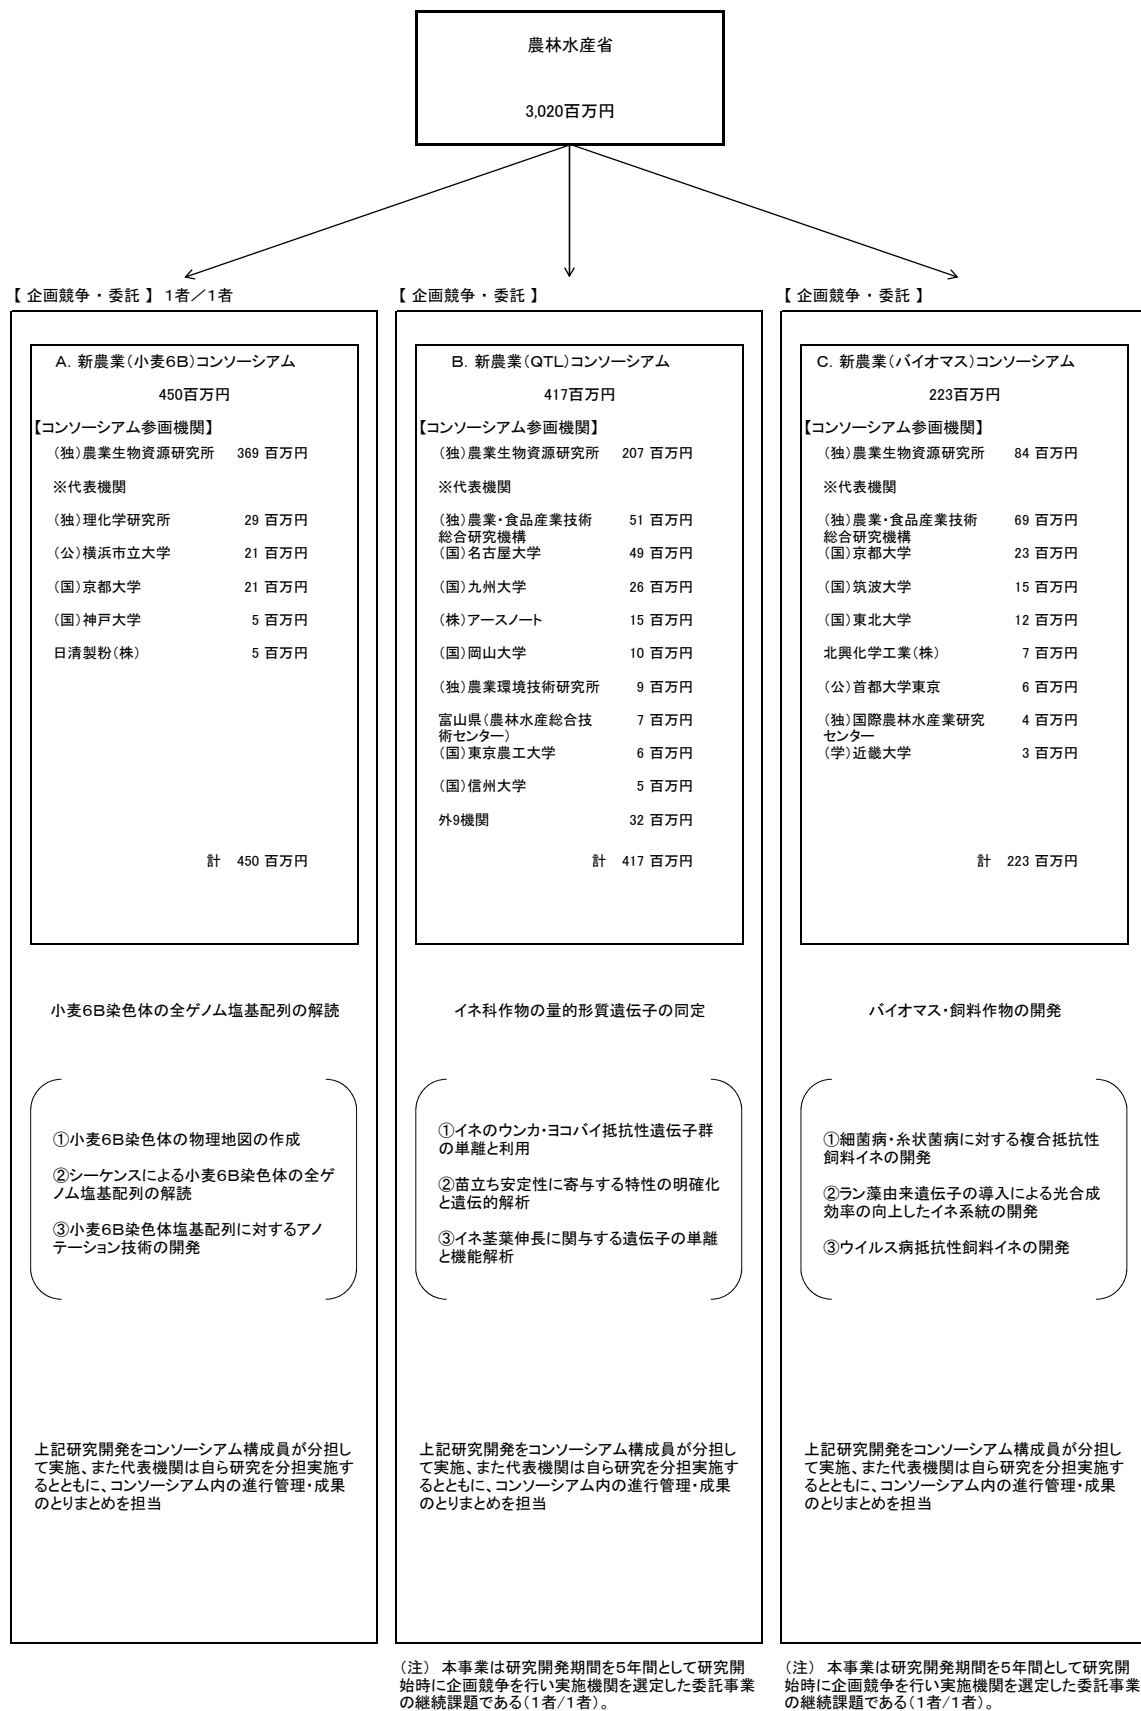 農林水産省
3,020百万円
【 企画競争 ・ 委託 】 1者／1者
A. 新農業（小麦6B）コンソーシアム
450百万円
【コンソーシアム参画機関】
（独）農業生物資源研究所 369 百万円
※代表機関
（独）理化学研究所 29 百万円
（公）横浜市立大学 21 百万円
（国）京都大学 21 百万円
（国）神戸大学 5 百万円
日清製粉（株） 5 百万円
計 450 百万円
小麦6B染色体の全ゲノム塩基配列の解読
①小麦6B染色体の物理地図の作成
②シーケンスによる小麦6B染色体の全ゲ
ノム塩基配列の解読
③小麦6B染色体塩基配列に対するアノ
テーション技術の開発
上記研究開発をコンソーシアム構成員が分担し
て実施、また代表機関は自ら研究を分担実施す
るとともに、コンソーシアム内の進行管理・成果
のとりまとめを担当
【 企画競争 ・ 委託 】
B. 新農業（QTL）コンソーシアム
417百万円
【コンソーシアム参画機関】
（独）農業生物資源研究所 207 百万円
※代表機関
（独）農業・食品産業技術 51 百万円
総合研究機構
（国）名古屋大学 49 百万円
（国）九州大学 26 百万円
（株）アースノート 15 百万円
（国）岡山大学 10 百万円
（独）農業環境技術研究所 9 百万円
富山県（農林水産総合技 7 百万円
術センター）
（国）東京農工大学 6 百万円
（国）信州大学 5 百万円
外9機関 32 百万円
計 417 百万円
イネ科作物の量的形質遺伝子の同定
①イネのウンカ・ヨコバイ抵抗性遺伝子群
の単離と利用
②苗立ち安定性に寄与する特性の明確化
と遺伝的解析
③イネ茎葉伸長に関与する遺伝子の単離
と機能解析
上記研究開発をコンソーシアム構成員が分担し
て実施、また代表機関は自ら研究を分担実施す
るとともに、コンソーシアム内の進行管理・成果
のとりまとめを担当
（注） 本事業は研究開発期間を5年間として研究開
始時に企画競争を行い実施機関を選定した委託事業
の継続課題である（1者/1者）。
【 企画競争 ・ 委託 】
C. 新農業（バイオマス）コンソーシアム
223百万円
【コンソーシアム参画機関】
（独）農業生物資源研究所 84 百万円
※代表機関
（独）農業・食品産業技術 69 百万円
総合研究機構
（国）京都大学 23 百万円
（国）筑波大学 15 百万円
（国）東北大学 12 百万円
北興化学工業（株） 7 百万円
（公）首都大学東京 6 百万円
（独）国際農林水産業研究 4 百万円
センター
（学）近畿大学 3 百万円
計 223 百万円
バイオマス・飼料作物の開発
①細菌病・糸状菌病に対する複合抵抗性
飼料イネの開発
②ラン藻由来遺伝子の導入による光合成
効率の向上したイネ系統の開発
③ウイルス病抵抗性飼料イネの開発
上記研究開発をコンソーシアム構成員が分担し
て実施、また代表機関は自ら研究を分担実施す
るとともに、コンソーシアム内の進行管理・成果
のとりまとめを担当
（注） 本事業は研究開発期間を5年間として研究開
始時に企画競争を行い実施機関を選定した委託事業
の継続課題である（1者/1者）。